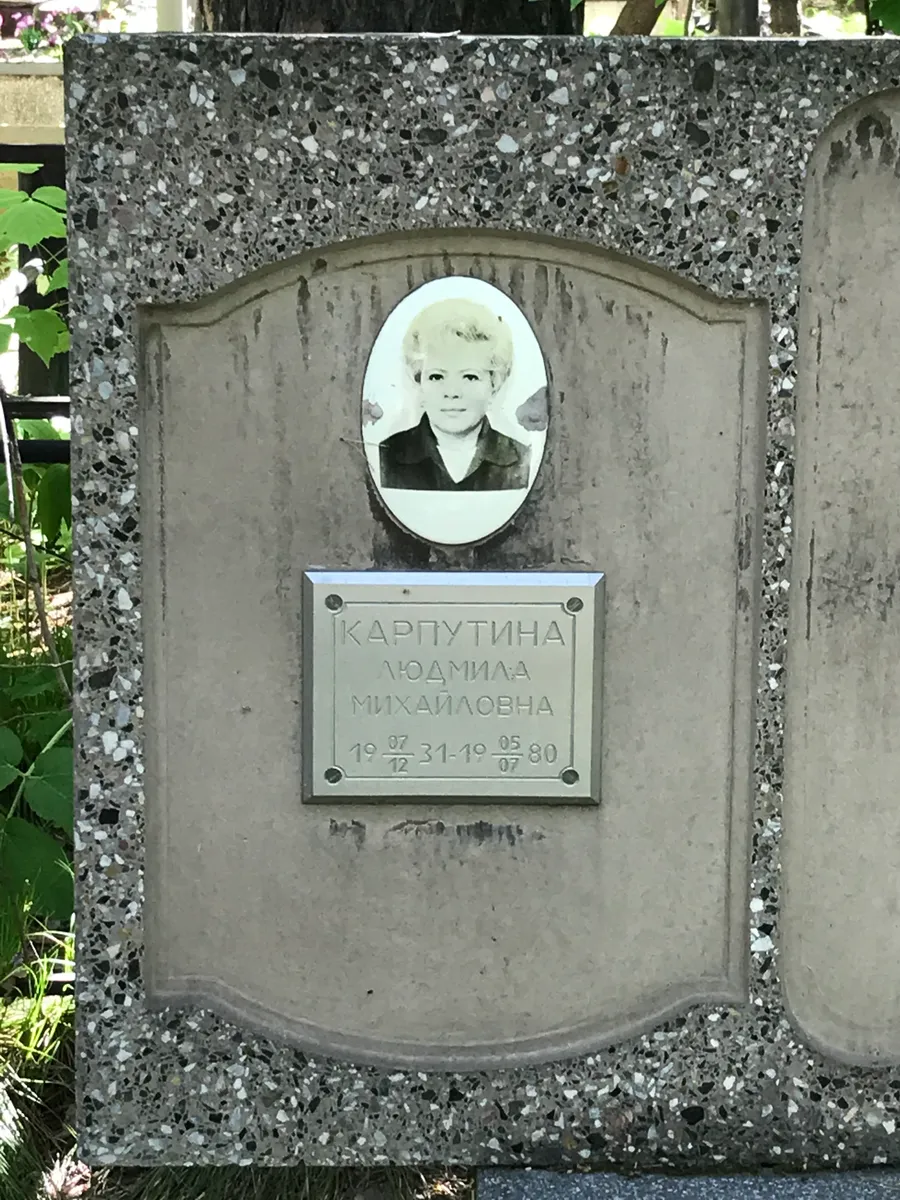 КАРПУТИНА
ЛЮДМИЛА
МИХАЙЛОВНА
19 07/12 31-19 05/07 80